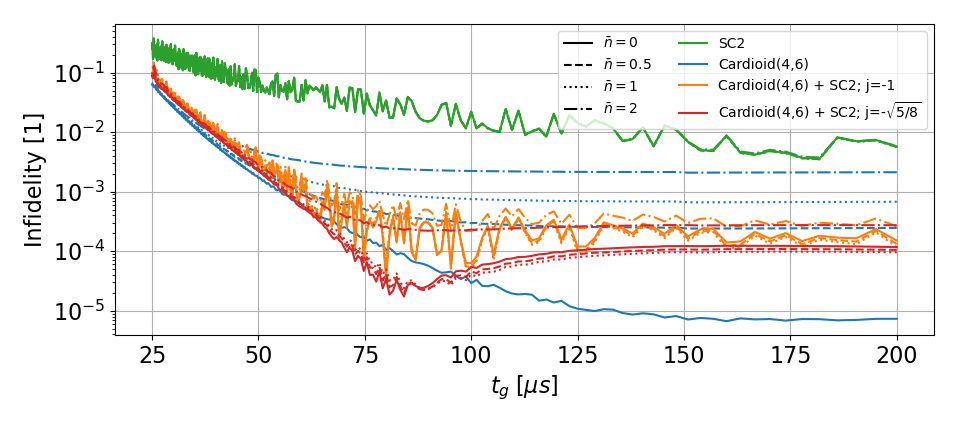 Infidelity [1]
10⁻¹
10⁻²
10⁻³
10⁻⁴
10⁻⁵
n̄ = 0
n̄ = 0.5
n̄ = 1
n̄ = 2
SC2
Cardioid(4,6)
Cardioid(4,6) + SC2; j=-1
Cardioid(4,6) + SC2; j=-√5/8
25 50 75 100 125 150 175 200
t_g [μs]